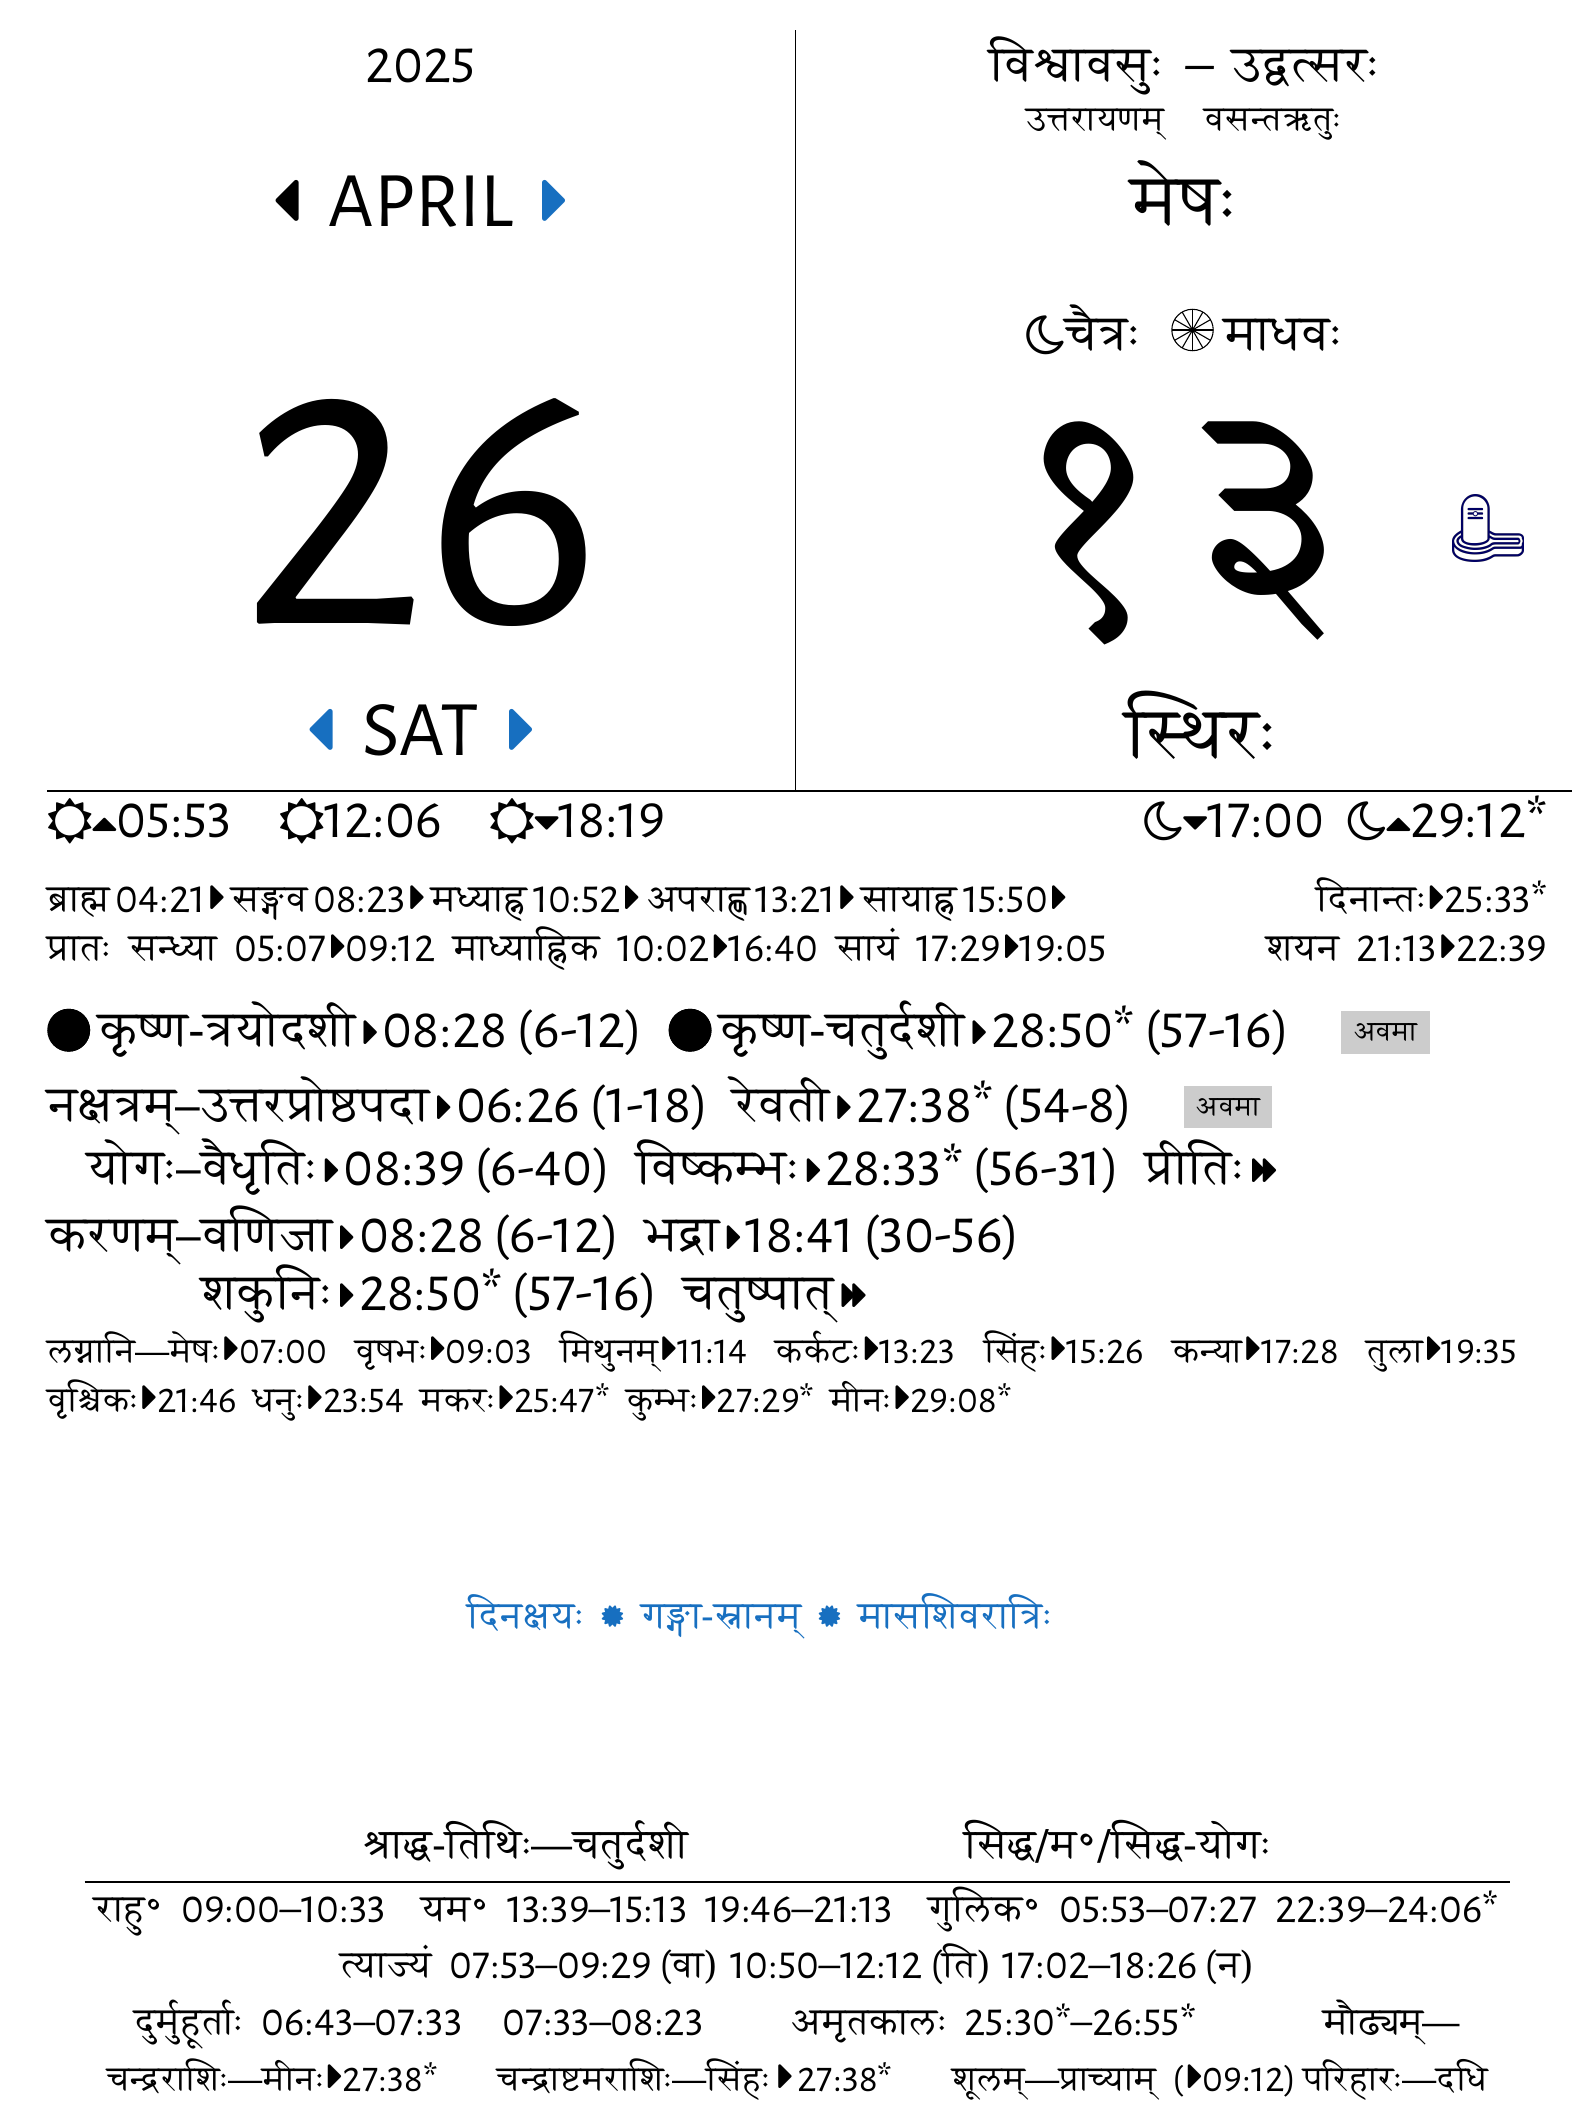 2025
APRIL
26
SAT
विश्वावसुः – उद्वत्सरः
उत्तरायणम् वसन्तऋतुः
मेषः
चैत्रः माधवः
१३
स्थिरः
05:53 12:06 18:19 17:00 29:12*
ब्राह्म 04:21 सङ्गव 08:23 मध्याह्न 10:52 अपराह्ण 13:21 सायाह्न 15:50 दिनान्तः 25:33*
प्रातः सन्ध्या 05:07 09:12 माध्याह्निक 10:02 16:40 सायं 17:29 19:05 शयन 21:13 22:39
कृष्ण-त्रयोदशी 08:28 (6-12) कृष्ण-चतुर्दशी 28:50* (57-16) अवमा
नक्षत्रम्–उत्तरप्रोष्ठपदा 06:26 (1-18) रेवती 27:38* (54-8) अवमा
योगः–वैधृतिः 08:39 (6-40) विष्कम्भः 28:33* (56-31) प्रीतिः
करणम्–वणिजा 08:28 (6-12) भद्रा 18:41 (30-56)
शकुनिः 28:50* (57-16) चतुष्पात्
लग्नानि—मेषः 07:00 वृषभः 09:03 मिथुनम् 11:14 कर्कटः 13:23 सिंहः 15:26 कन्या 17:28 तुला 19:35
वृश्चिकः 21:46 धनुः 23:54 मकरः 25:47* कुम्भः 27:29* मीनः 29:08*
दिनक्षयः ✹ गङ्गा-स्नानम् ✹ मासशिवरात्रिः
श्राद्ध-तिथिः—चतुर्दशी सिद्ध/म°/सिद्ध-योगः
राहु° 09:00–10:33 यम° 13:39–15:13 19:46–21:13 गुलिक° 05:53–07:27 22:39–24:06*
त्याज्यं 07:53–09:29 (वा) 10:50–12:12 (ति) 17:02–18:26 (न)
दुर्मुहूर्ताः 06:43–07:33 07:33–08:23 अमृतकालः 25:30*–26:55* मौढ्यम्—
चन्द्रराशिः—मीनः 27:38* चन्द्राष्टमराशिः—सिंहः 27:38* शूलम्—प्राच्याम् (09:12) परिहारः—दधि